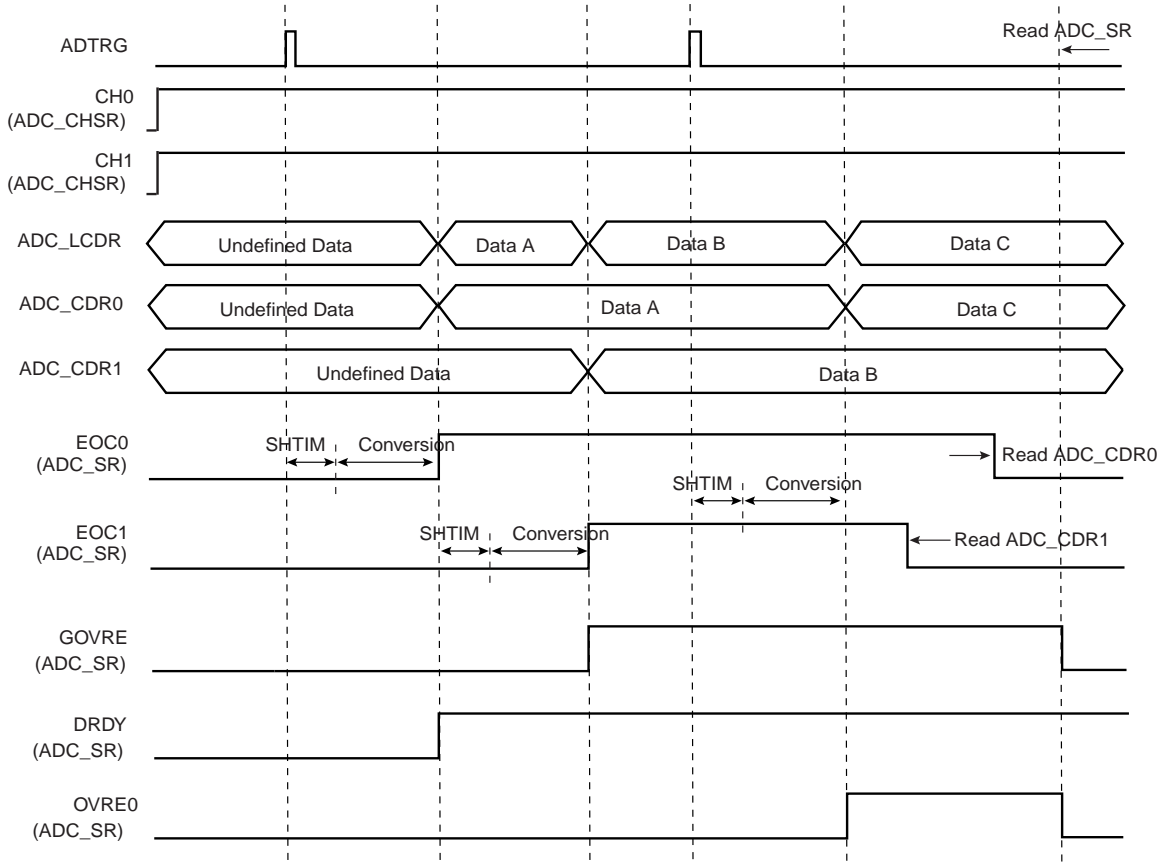 Read ADC_SR
ADTRG
CH0
(ADC_CHSR)
CH1
(ADC_CHSR)
ADC_LCDR Undefined Data Data A Data B Data C
ADC_CDR0 Undefined Data Data A Data C
ADC_CDR1 Undefined Data Data B
EOC0
(ADC_SR)
SHTIM Conversion Read ADC_CDR0
SHTIM Conversion
EOC1
(ADC_SR)
SHTIM Conversion Read ADC_CDR1
GOVRE
(ADC_SR)
DRDY
(ADC_SR)
OVRE0
(ADC_SR)